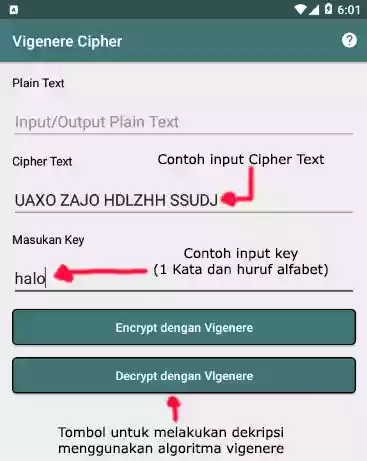 6:01
Vigenere Cipher
Plain Text
Input/Output Plain Text
Cipher Text
Contoh input Cipher Text
UAXO ZAJO HDLZHH SSUDJ
Masukan Key
Contoh input key
(1 Kata dan huruf alfabet)
halo
Encrypt dengan Vigenere
Decrypt dengan VIgenere
Tombol untuk melakukan dekripsi
menggunakan algoritma vigenere